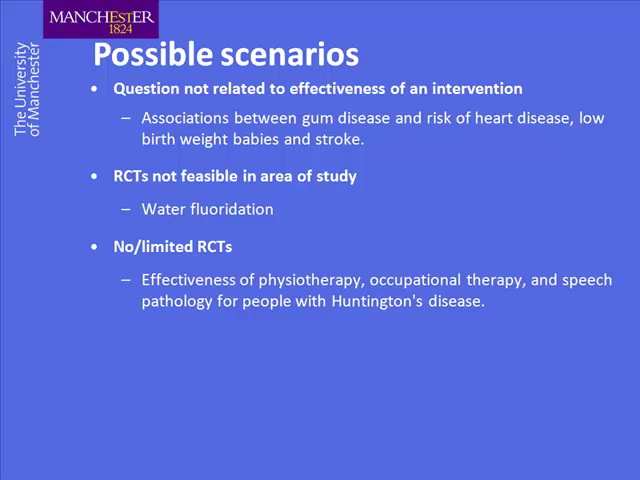 MANCHESTER
1824
The University
of Manchester
Possible scenarios
• Question not related to effectiveness of an intervention
– Associations between gum disease and risk of heart disease, low
birth weight babies and stroke.
• RCTs not feasible in area of study
– Water fluoridation
• No/limited RCTs
– Effectiveness of physiotherapy, occupational therapy, and speech
pathology for people with Huntington's disease.